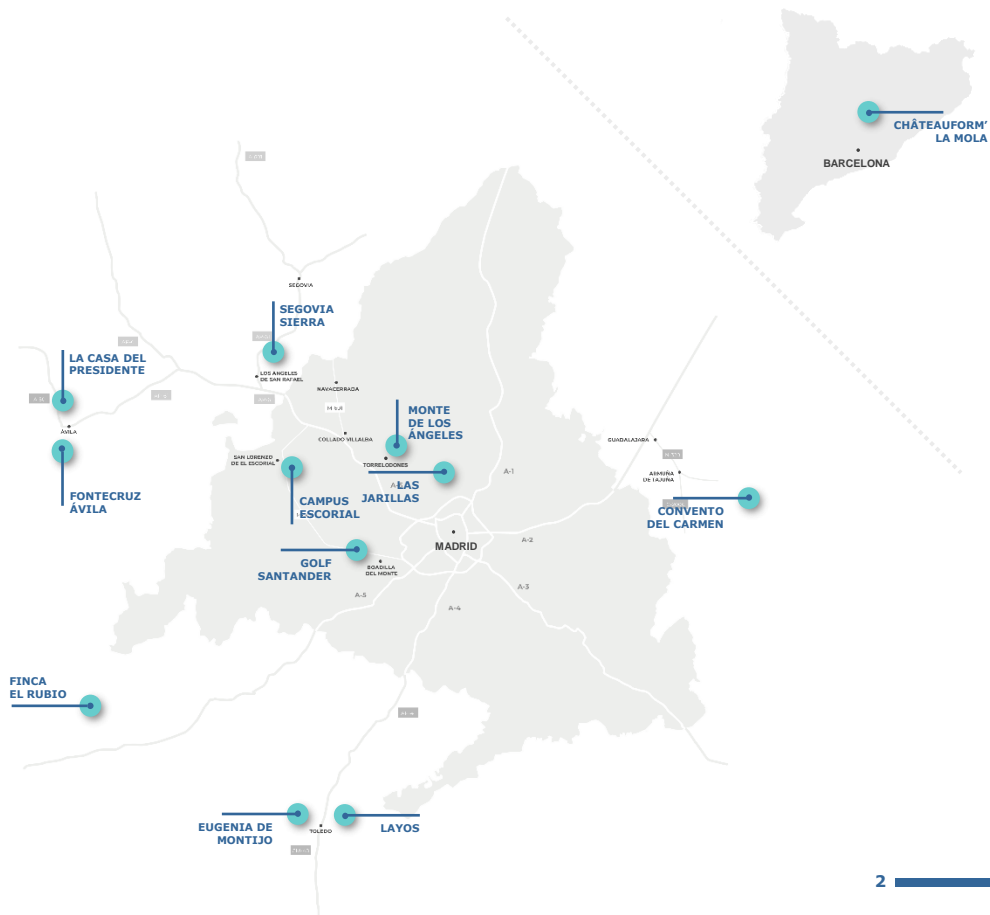 CHÂTEAUFORM'
LA MOLA
BARCELONA
SEGOVIA
SEGOVIA
SIERRA
LA CASA DEL
PRESIDENTE
LOS ÁNGELES
DE SAN RAFAEL
NAVACERRADA
MONTE
DE LOS
ÁNGELES
ÁVILA
COLLADO VILLALBA
GUADALAJARA
SAN LORENZO
DE EL ESCORIAL
TORRELODONES
A-1
ARMUÑA
DE TAJUÑA
LAS
JARILLAS
FONTECRUZ
ÁVILA
CAMPUS
ESCORIAL
CONVENTO
DEL CARMEN
MADRID
A-2
GOLF
SANTANDER
BOADILLA
DEL MONTE
A-3
A-5
A-4
FINCA
EL RUBIO
EUGENIA DE
MONTIJO
TOLEDO
LAYOS
2